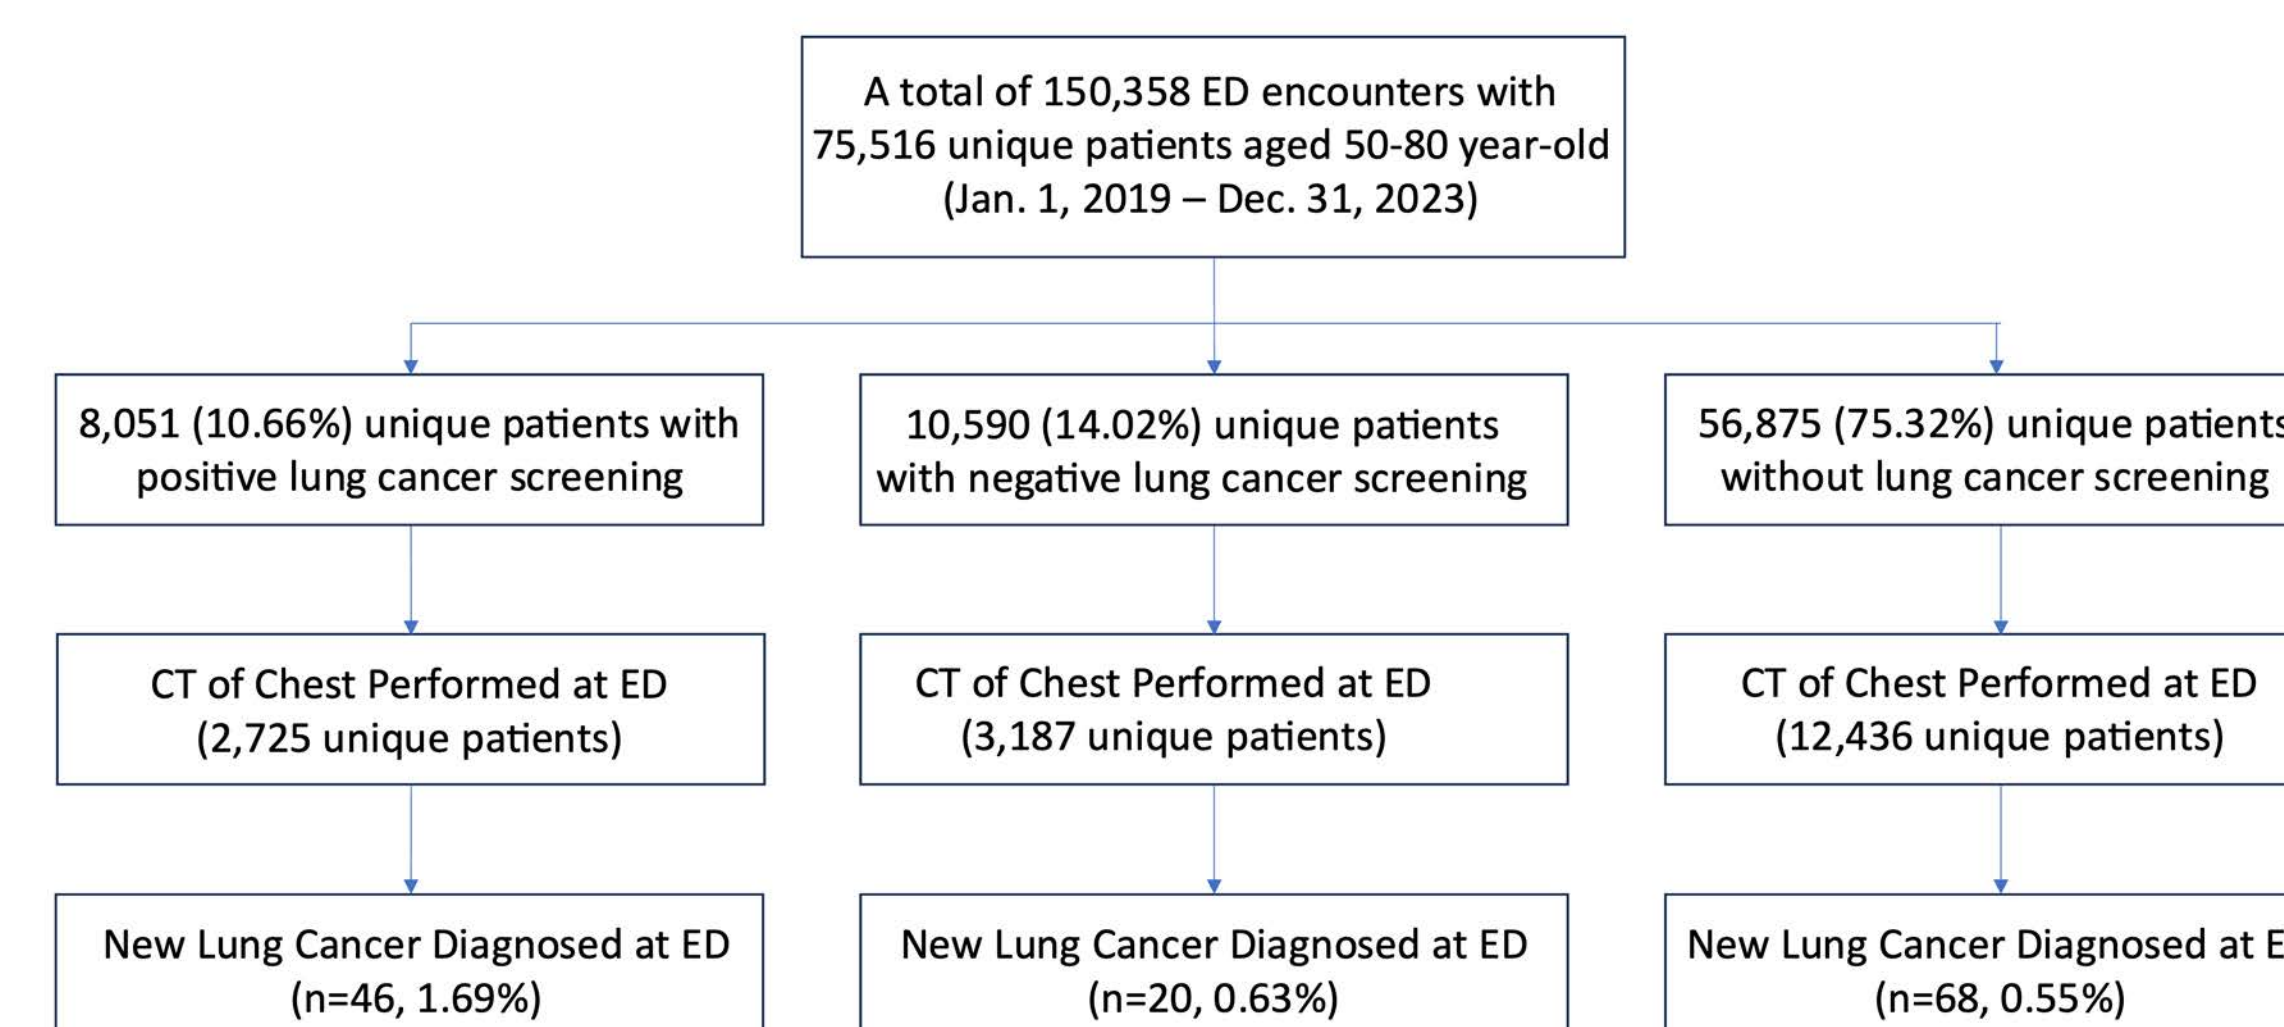 A total of 150,358 ED encounters with
75,516 unique patients aged 50-80 year-old
(Jan. 1, 2019 – Dec. 31, 2023)
8,051 (10.66%) unique patients with
positive lung cancer screening
10,590 (14.02%) unique patients
with negative lung cancer screening
56,875 (75.32%) unique patients
without lung cancer screening
CT of Chest Performed at ED
(2,725 unique patients)
CT of Chest Performed at ED
(3,187 unique patients)
CT of Chest Performed at ED
(12,436 unique patients)
New Lung Cancer Diagnosed at ED
(n=46, 1.69%)
New Lung Cancer Diagnosed at ED
(n=20, 0.63%)
New Lung Cancer Diagnosed at E
(n=68, 0.55%)